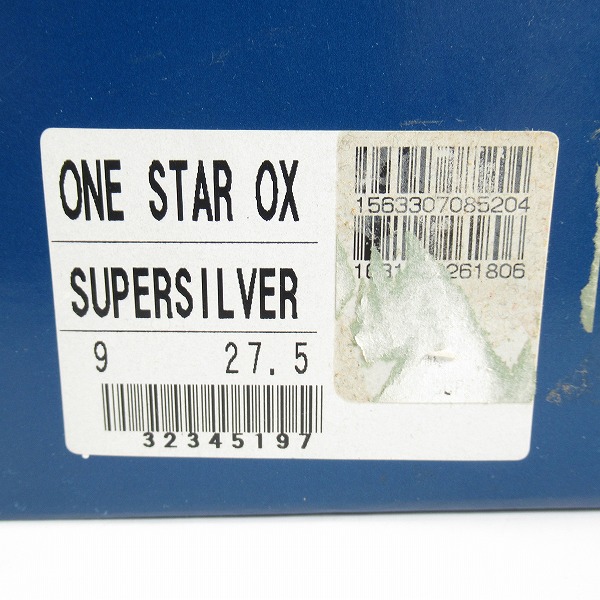 ONE STAR OX
SUPERSILVER
9 27.5
32345197
1563307085204
261806